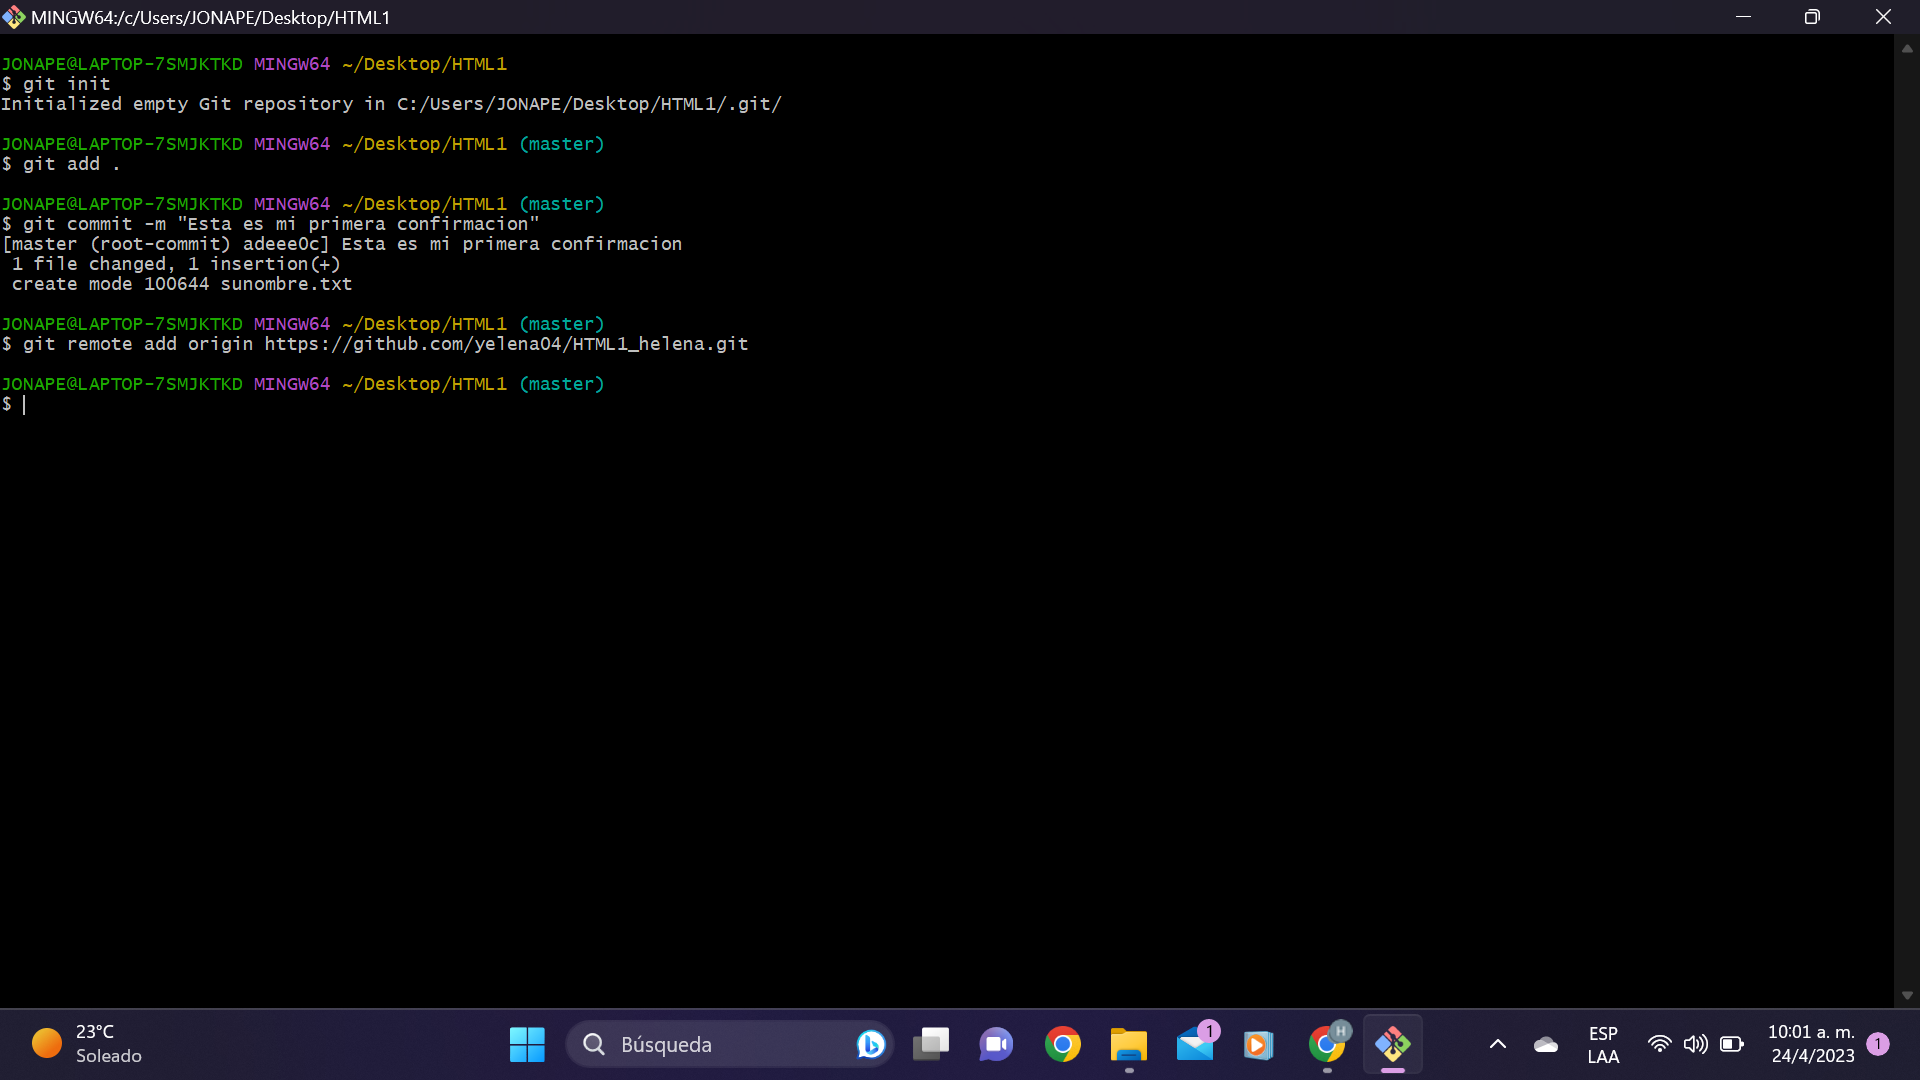 MINGW64:/c/Users/JONAPE/Desktop/HTML1
JONAPE@LAPTOP-7SMJKTKD MINGW64 ~/Desktop/HTML1
$ git init
Initialized empty Git repository in C:/Users/JONAPE/Desktop/HTML1/.git/
JONAPE@LAPTOP-7SMJKTKD MINGW64 ~/Desktop/HTML1 (master)
$ git add .
JONAPE@LAPTOP-7SMJKTKD MINGW64 ~/Desktop/HTML1 (master)
$ git commit -m "Esta es mi primera confirmacion"
[master (root-commit) adeee0c] Esta es mi primera confirmacion
1 file changed, 1 insertion(+)
create mode 100644 sunombre.txt
JONAPE@LAPTOP-7SMJKTKD MINGW64 ~/Desktop/HTML1 (master)
$ git remote add origin https://github.com/yelena04/HTML1_helena.git
JONAPE@LAPTOP-7SMJKTKD MINGW64 ~/Desktop/HTML1 (master)
$
23°C
Soleado
Búsqueda
1
H
ESP
LAA
10:01 a. m.
24/4/2023
1